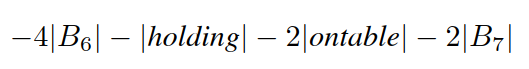 −4|B₆| − |holding| − 2|ontable| − 2|B₇|